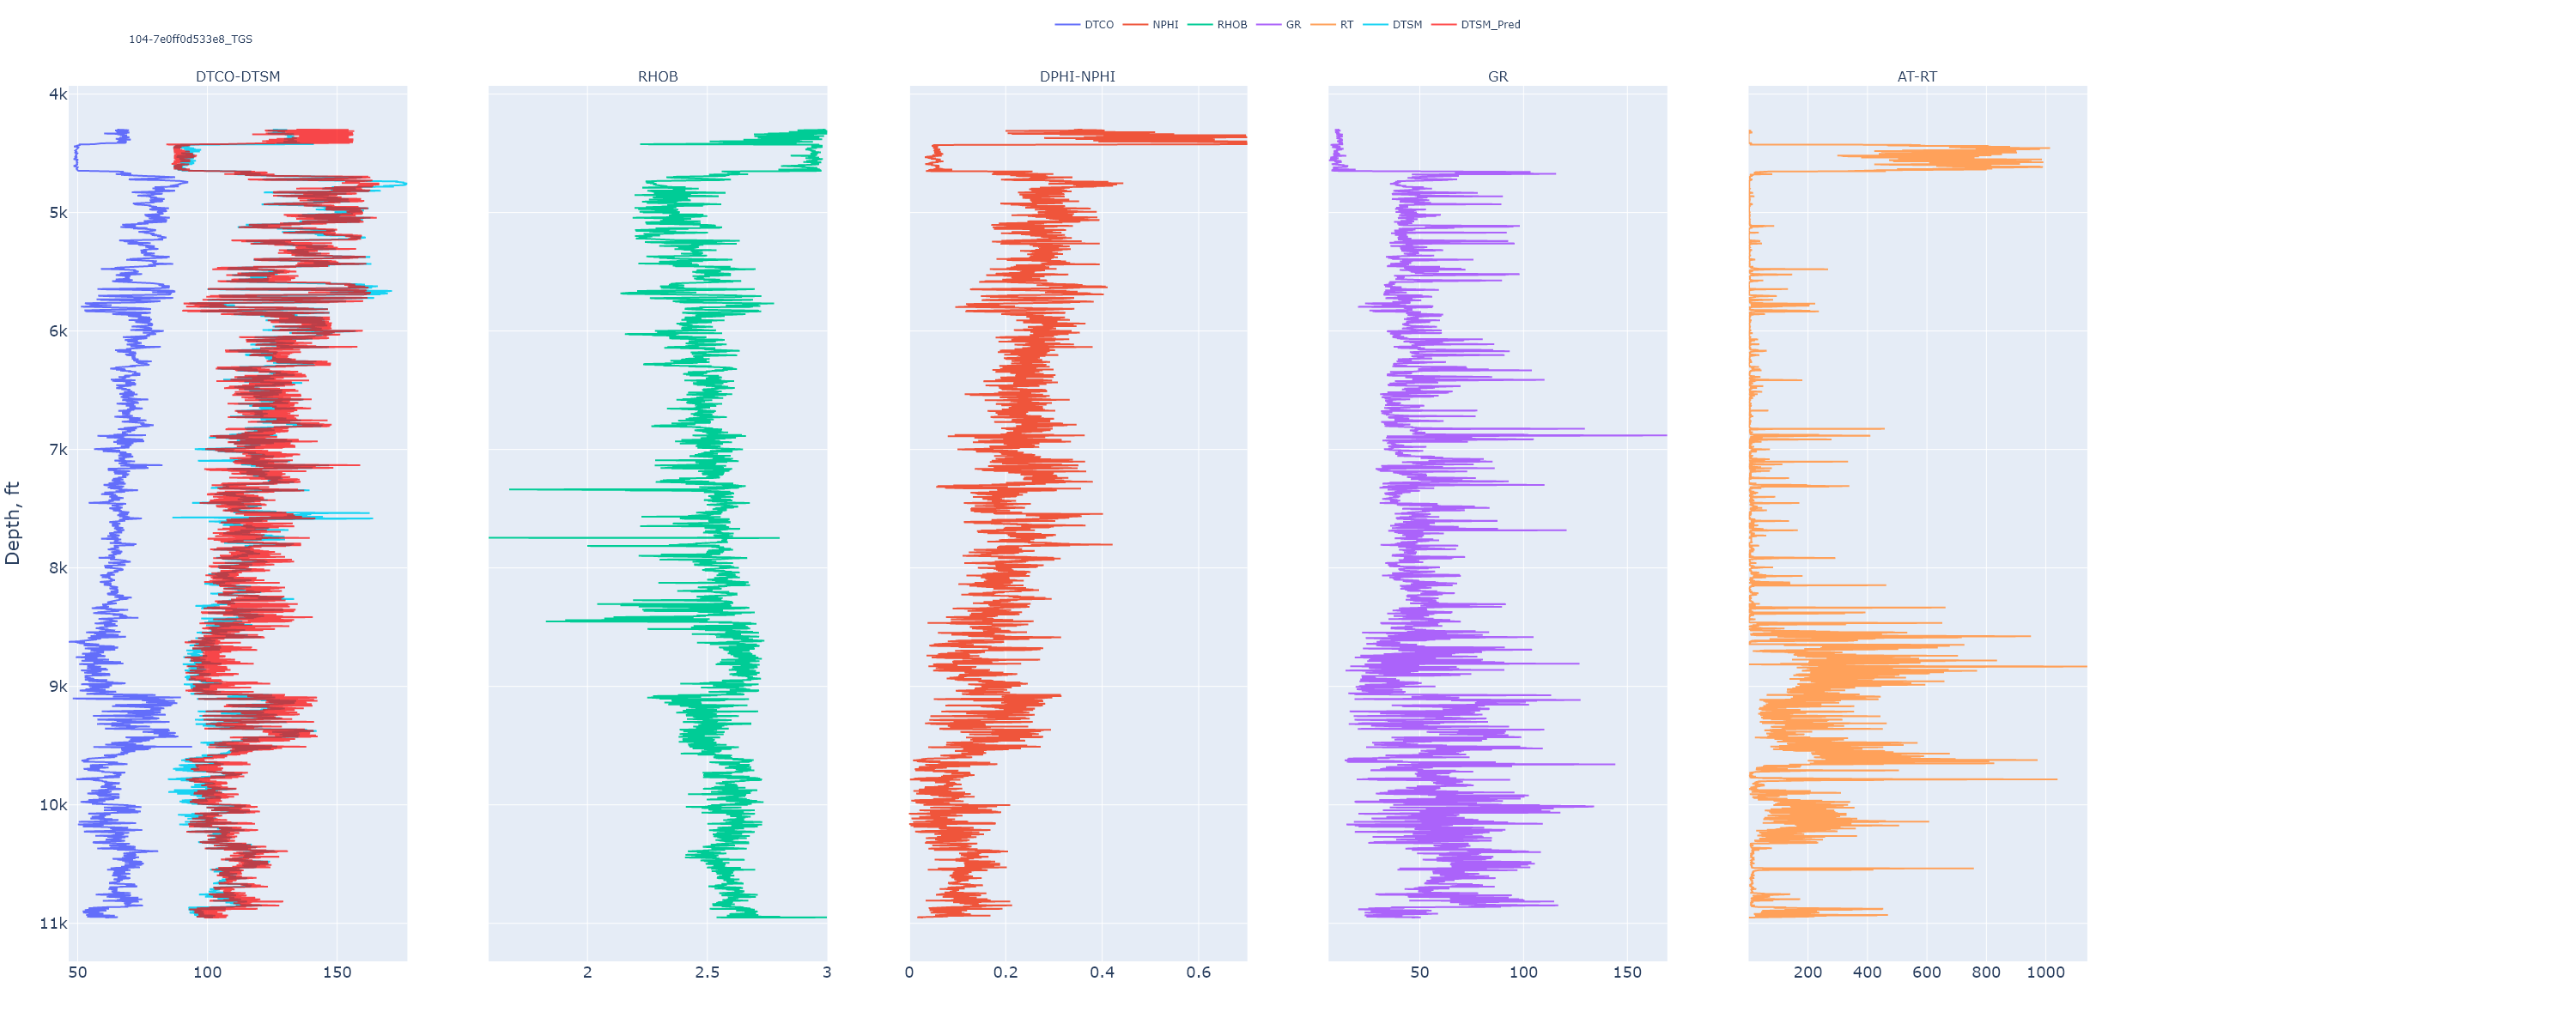 DTCO NPHI RHOB GR RT DTSM DTSM_Pred
104-7e0ff0d533e8_TGS
DTCO-DTSM RHOB DPHI-NPHI GR AT-RT
Depth, ft
4k
5k
6k
7k
8k
9k
10k
11k
50 100 150 2 2.5 3 0 0.2 0.4 0.6 50 100 150 200 400 600 800 1000